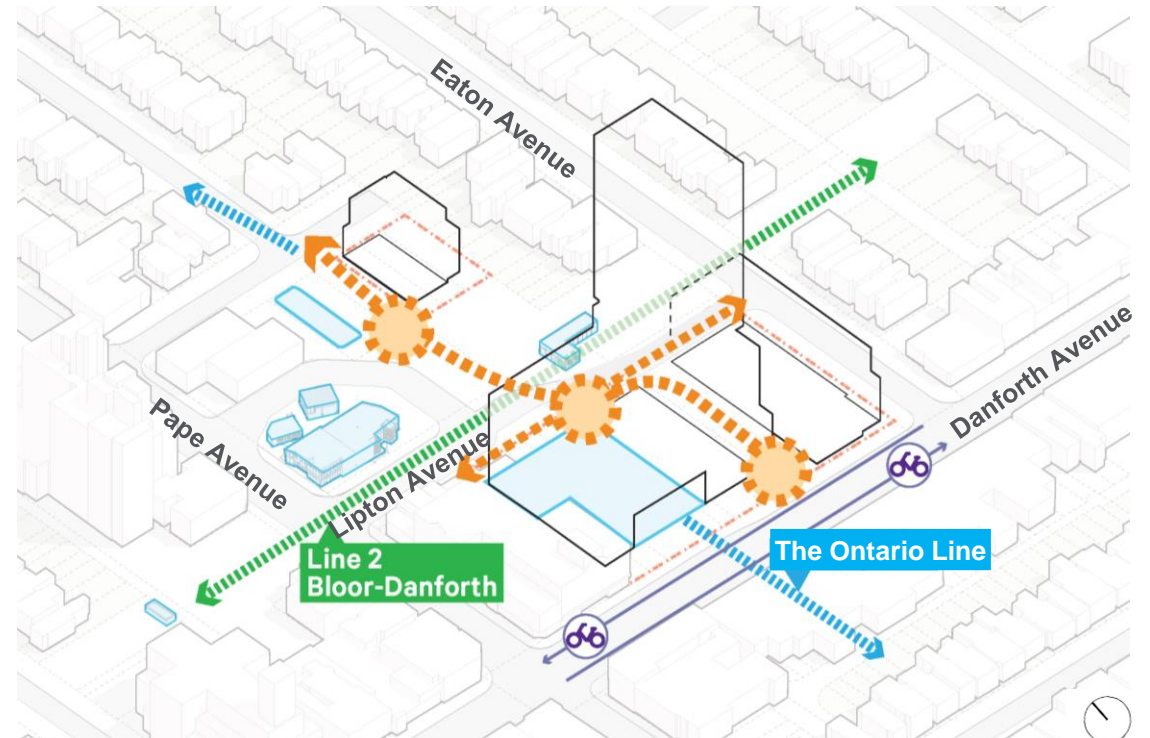 Eaton Avenue
Danforth Avenue
Pape Avenue
Lipton Avenue
The Ontario Line
Line 2
Bloor-Danforth